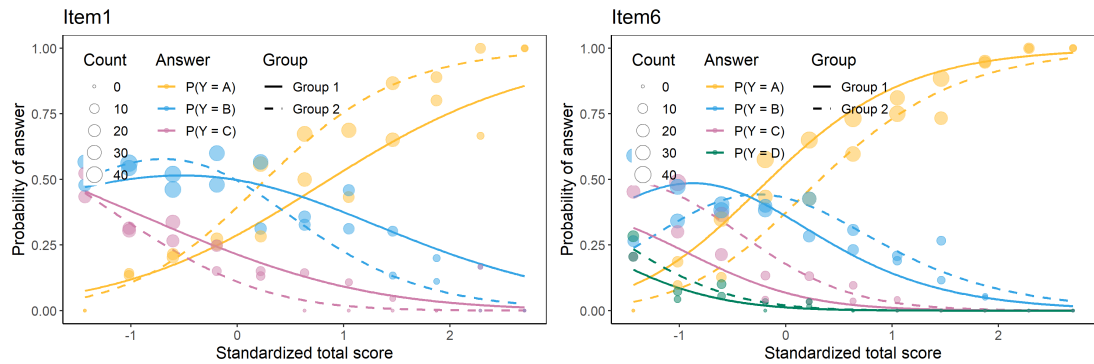 Item1
Count
0
10
20
30
40
Answer
P(Y = A)
P(Y = B)
P(Y = C)
Group
Group 1
Group 2
Probability of answer
1.00
0.75
0.50
0.25
0.00
-1
0
1
2
Standardized total score
Item6
Count
0
10
20
30
40
Answer
P(Y = A)
P(Y = B)
P(Y = C)
P(Y = D)
Group
Group 1
Group 2
Probability of answer
1.00
0.75
0.50
0.25
0.00
-1
0
1
2
Standardized total score